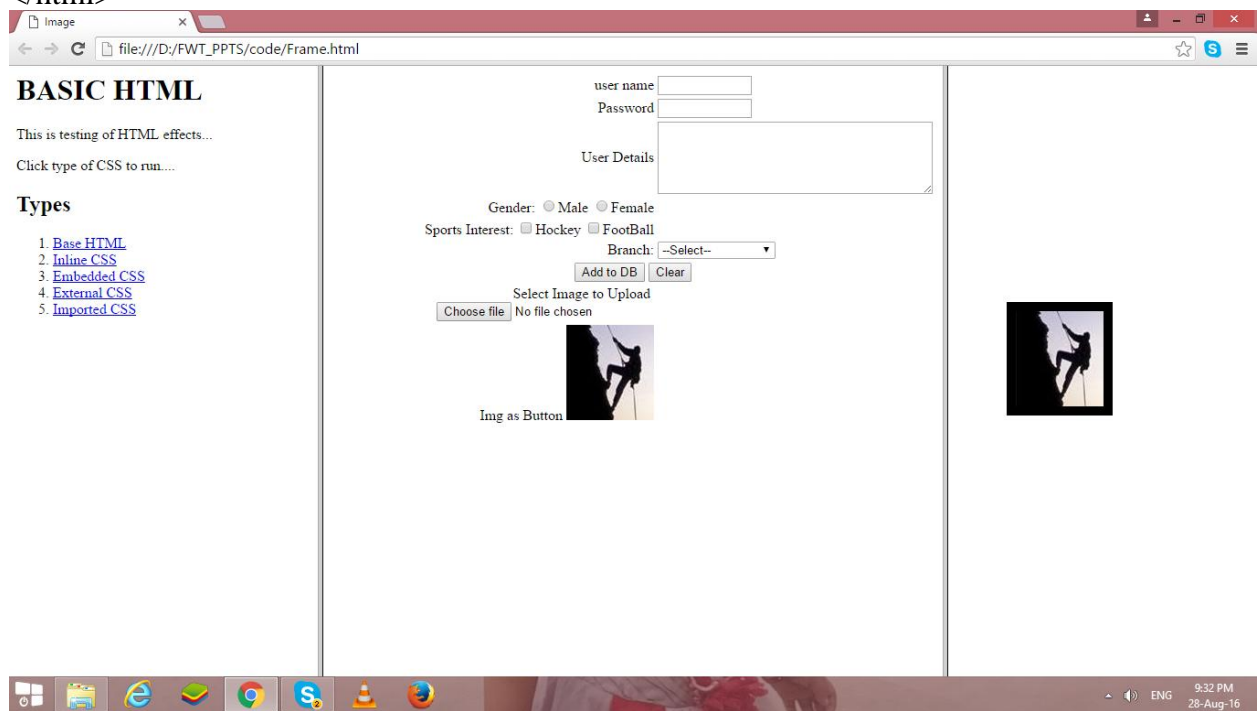 </html>
Image
file:///D:/FWT_PPTS/code/Frame.html
BASIC HTML
This is testing of HTML effects...
Click type of CSS to run....
Types
1. Base HTML
2. Inline CSS
3. Embedded CSS
4. External CSS
5. Imported CSS
user name
Password
User Details
Gender: Male Female
Sports Interest: Hockey FootBall
Branch: --Select--
Add to DB Clear
Select Image to Upload
Choose file No file chosen
Img as Button
ENG 9:32 PM
28-Aug-16